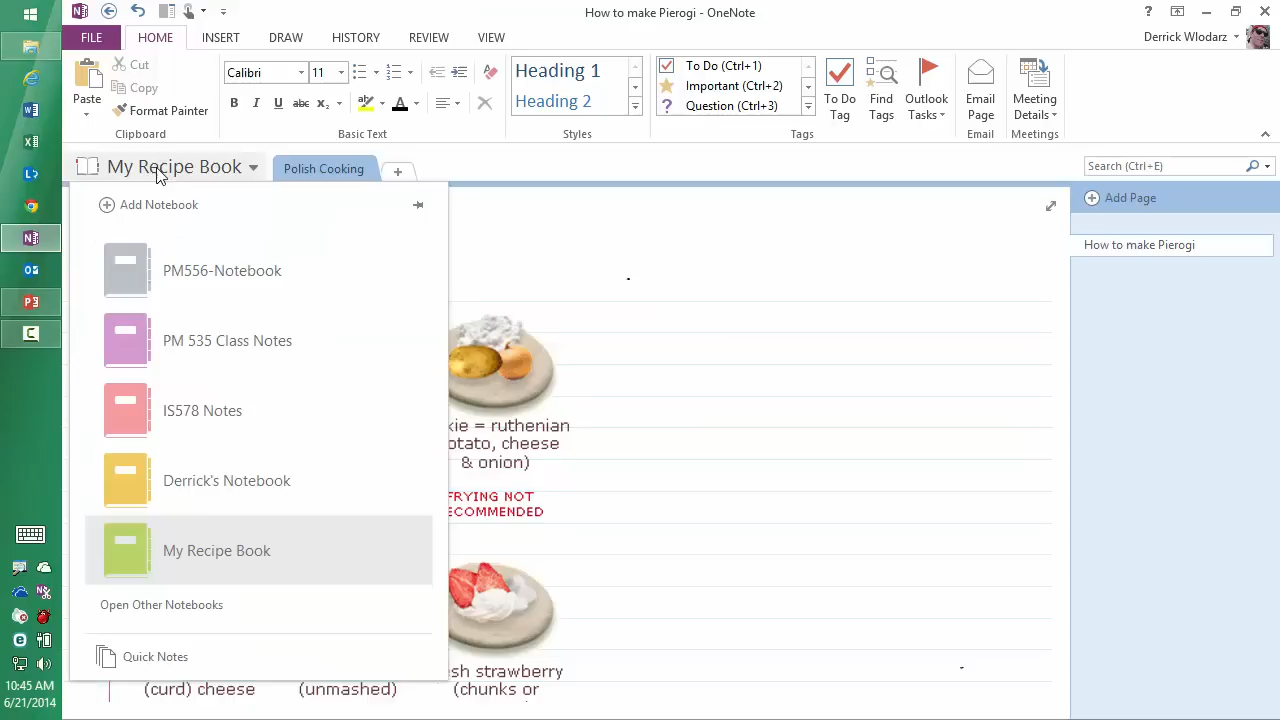 How to make Pierogi - OneNote
FILE HOME INSERT DRAW HISTORY REVIEW VIEW
Derrick Wlodarz
Paste
Cut
Copy
Format Painter
Clipboard
Calibri 11
B I U abc x₂ A
Basic Text
Heading 1
Heading 2
Styles
To Do (Ctrl+1)
Important (Ctrl+2)
Question (Ctrl+3)
To Do Tag
Find Tags
Outlook Tasks
Tags
Email Page
Email
Meeting Details
Meetings
My Recipe Book
Polish Cooking
Search (Ctrl+E)
Add Notebook
PM556-Notebook
PM 535 Class Notes
IS578 Notes
Derrick's Notebook
My Recipe Book
Open Other Notebooks
Quick Notes
Add Page
How to make Pierogi
kie = ruthenian
otato, cheese
& onion)
FRYING NOT
ECOMMENDED
sh strawberry
(curd) cheese (unmashed) (chunks or
10:45 AM
6/21/2014